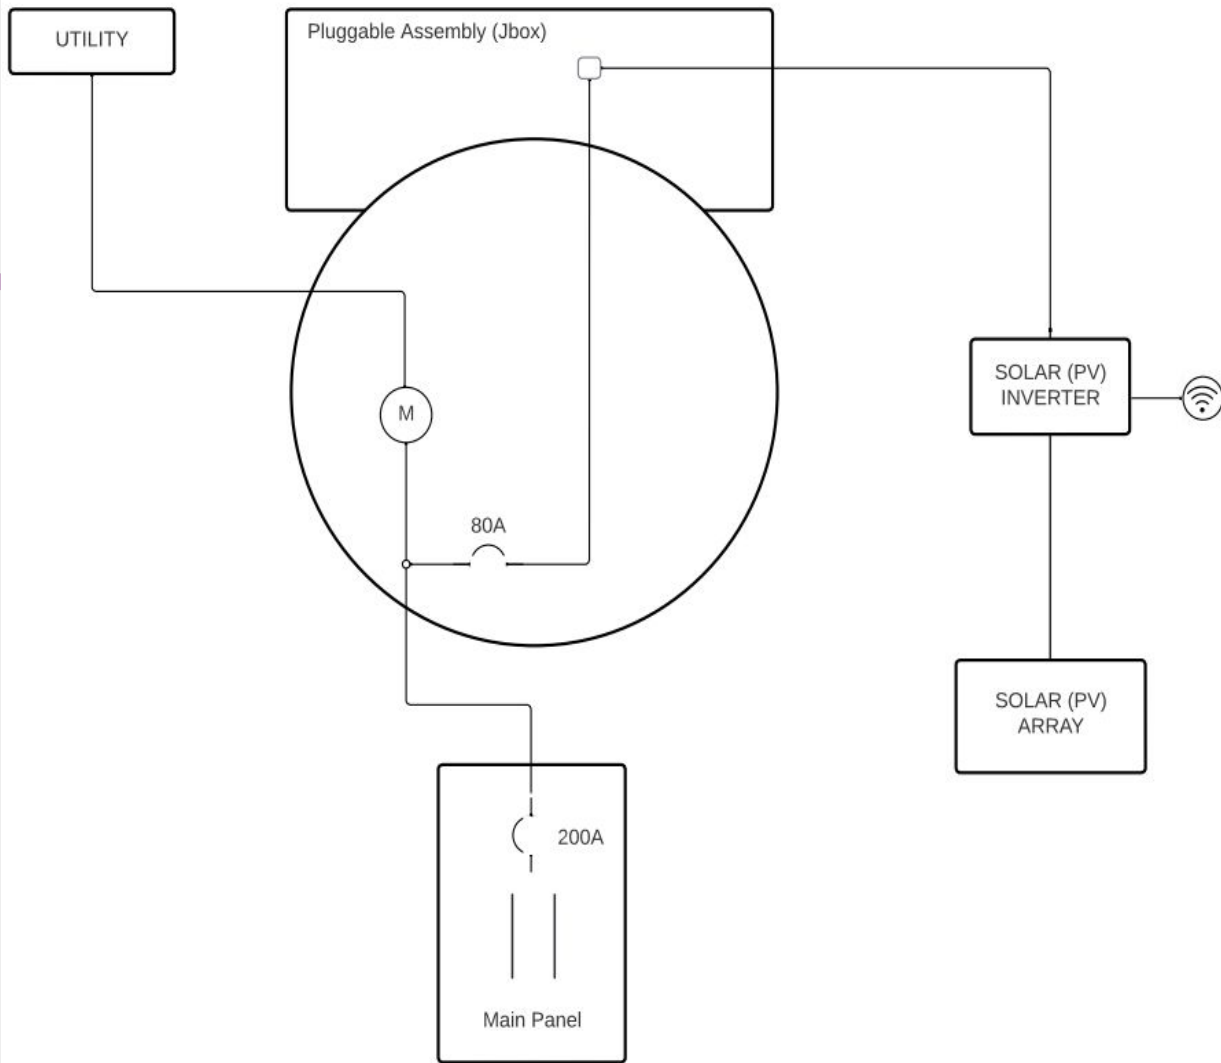 UTILITY
Pluggable Assembly (Jbox)
SOLAR (PV)
INVERTER
M
80A
SOLAR (PV)
ARRAY
200A
Main Panel